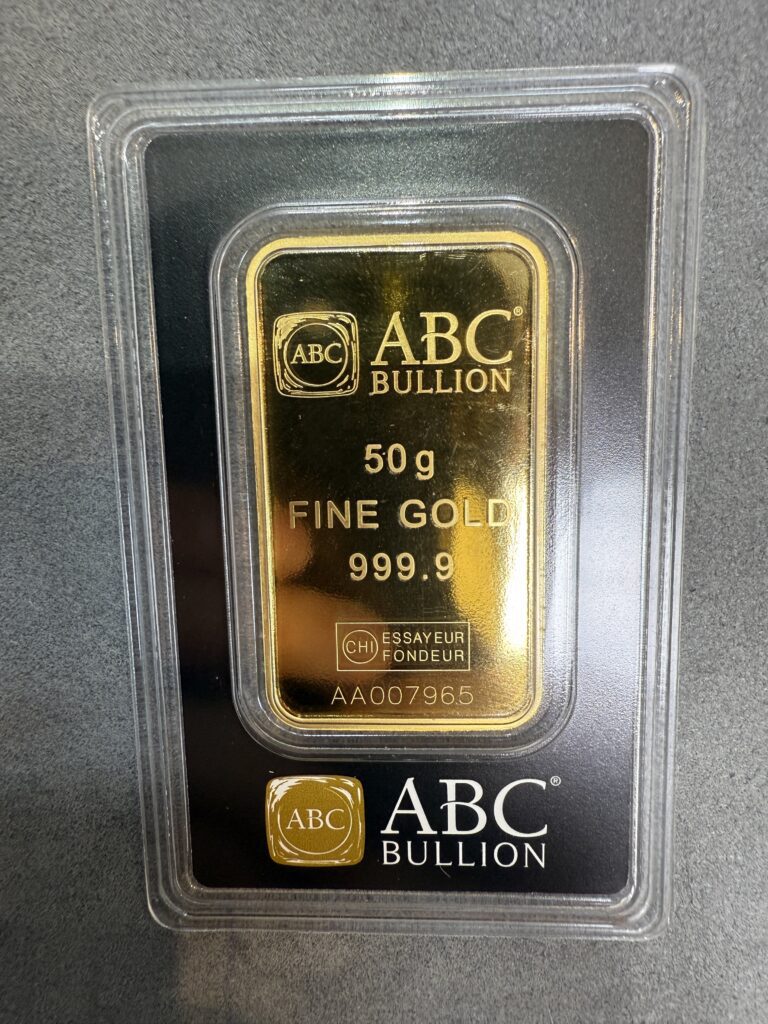 ABC
ABC®
BULLION
50g
FINE GOLD
999.9
CHI
ESSAYEUR
FONDEUR
AA007965
ABC
ABC®
BULLION